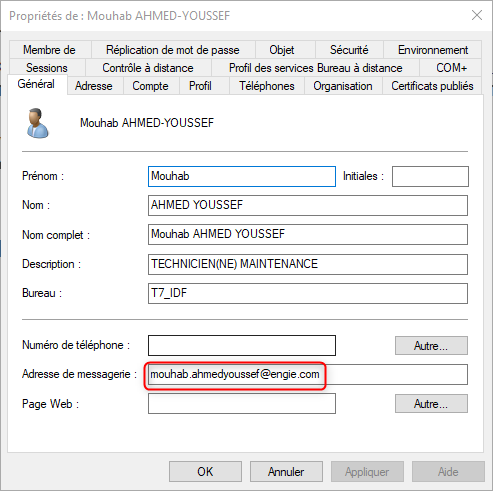 Propriétés de : Mouhab AHMED-YOUSSEF
Membre de Réplication de mot de passe Objet Sécurité Environnement
Sessions Contrôle à distance Profil des services Bureau à distance COM+
Général Adresse Compte Profil Téléphones Organisation Certificats publiés
Mouhab AHMED-YOUSSEF
Prénom : Mouhab Initiales :
Nom : AHMED YOUSSEF
Nom complet : Mouhab AHMED YOUSSEF
Description : TECHNICIEN(NE) MAINTENANCE
Bureau : T7_IDF
Numéro de téléphone : Autre...
Adresse de messagerie : mouhab.ahmedyoussef@engie.com
Page Web : Autre...
OK Annuler Appliquer Aide